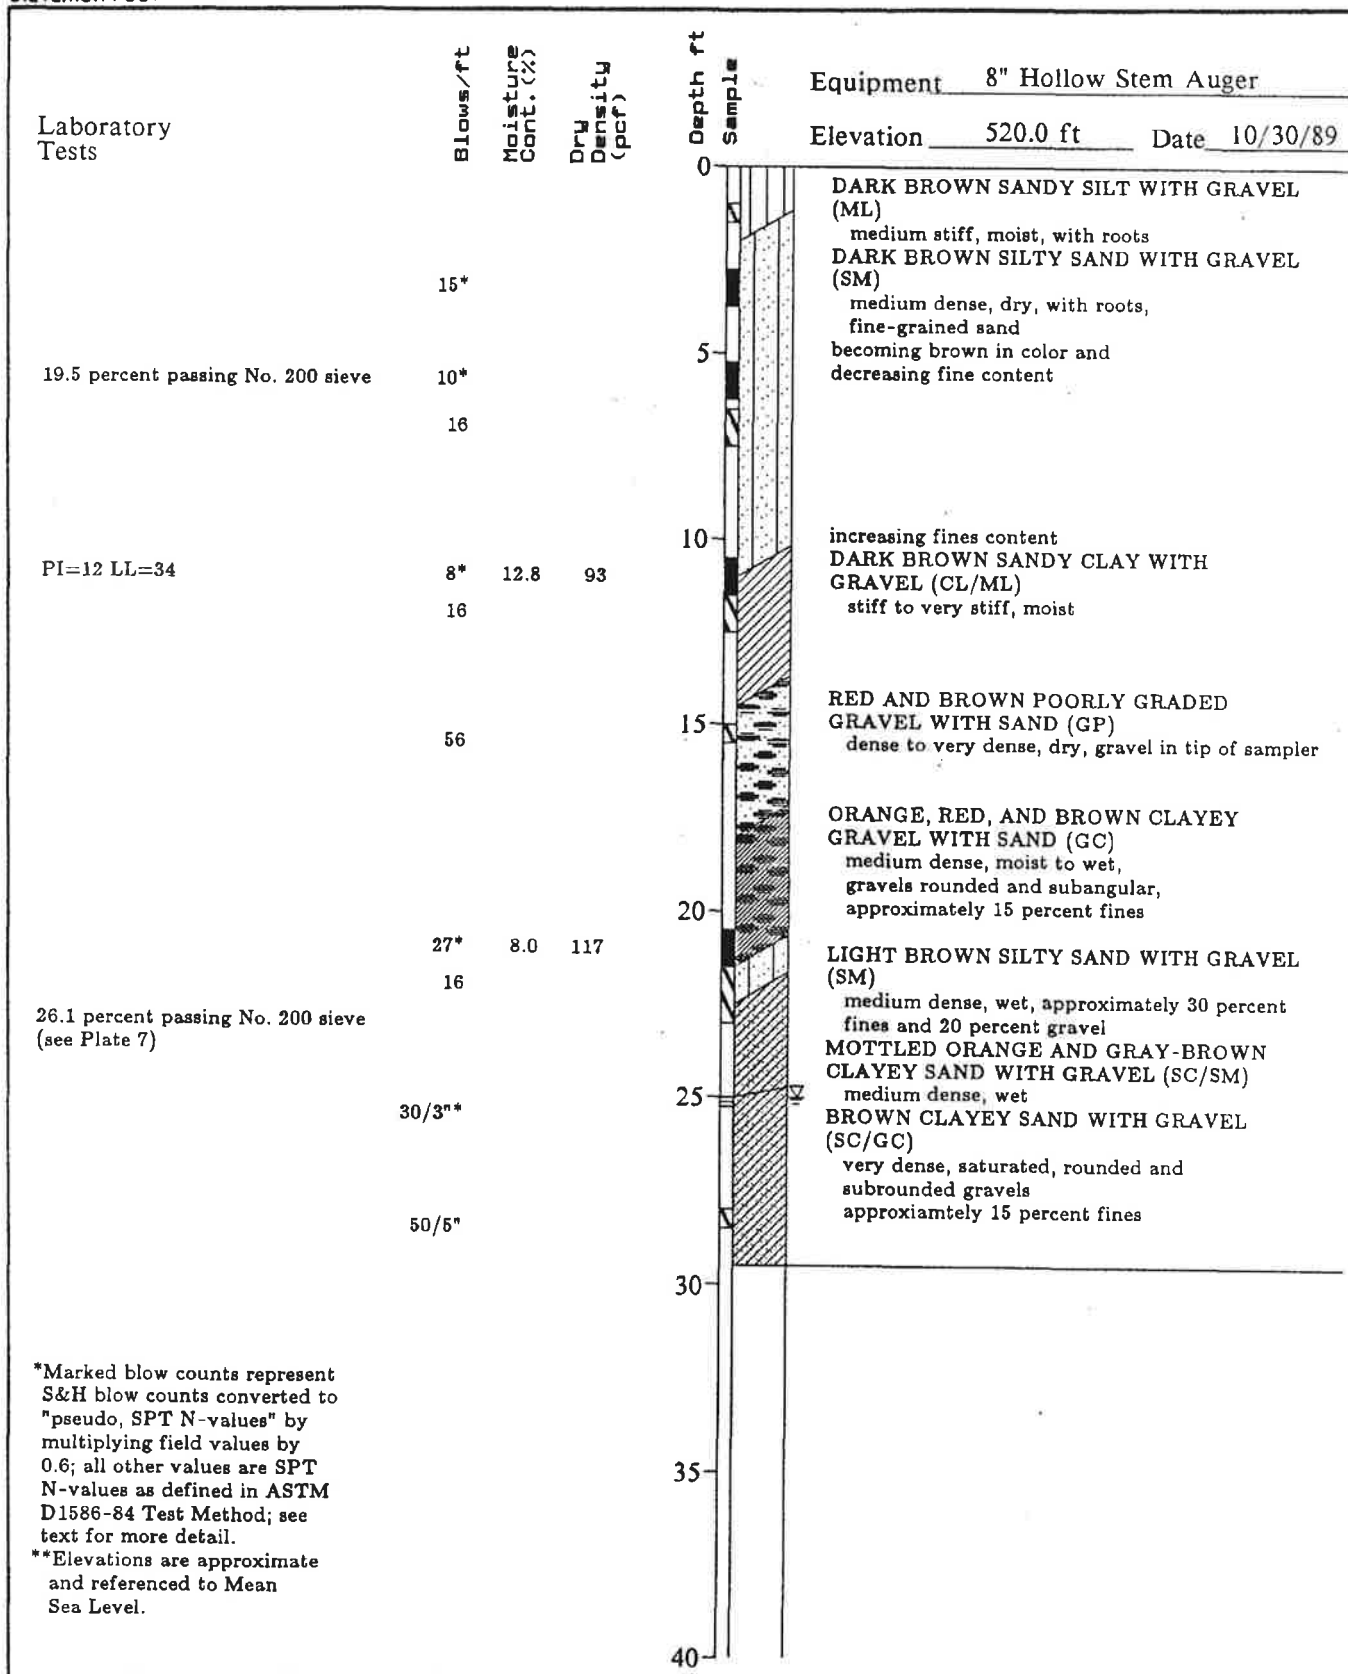 Laboratory
Tests
Blows/ft
Moisture
Cont.(%)
Dry
Density
(pcf)
Depth ft
Sample
Equipment 8" Hollow Stem Auger
Elevation 520.0 ft Date 10/30/89
0
DARK BROWN SANDY SILT WITH GRAVEL
(ML)
medium stiff, moist, with roots
DARK BROWN SILTY SAND WITH GRAVEL
(SM)
15*
medium dense, dry, with roots,
fine-grained sand
5
becoming brown in color and
19.5 percent passing No. 200 sieve 10*
decreasing fine content
16
10
increasing fines content
DARK BROWN SANDY CLAY WITH
PI=12 LL=34 8* 12.8 93
GRAVEL (CL/ML)
16
stiff to very stiff, moist
RED AND BROWN POORLY GRADED
15
GRAVEL WITH SAND (GP)
56
dense to very dense, dry, gravel in tip of sampler
ORANGE, RED, AND BROWN CLAYEY
GRAVEL WITH SAND (GC)
medium dense, moist to wet,
gravels rounded and subangular,
20
approximately 15 percent fines
27* 8.0 117
LIGHT BROWN SILTY SAND WITH GRAVEL
(SM)
16
medium dense, wet, approximately 30 percent
26.1 percent passing No. 200 sieve
fines and 20 percent gravel
(see Plate 7)
MOTTLED ORANGE AND GRAY-BROWN
CLAYEY SAND WITH GRAVEL (SC/SM)
25
medium dense, wet
30/3"*
BROWN CLAYEY SAND WITH GRAVEL
(SC/GC)
very dense, saturated, rounded and
subrounded gravels
50/5"
approxiamtely 15 percent fines
30
*Marked blow counts represent
S&H blow counts converted to
"pseudo, SPT N-values" by
multiplying field values by
0.6; all other values are SPT
35
N-values as defined in ASTM
D1586-84 Test Method; see
text for more detail.
**Elevations are approximate
and referenced to Mean
Sea Level.
40